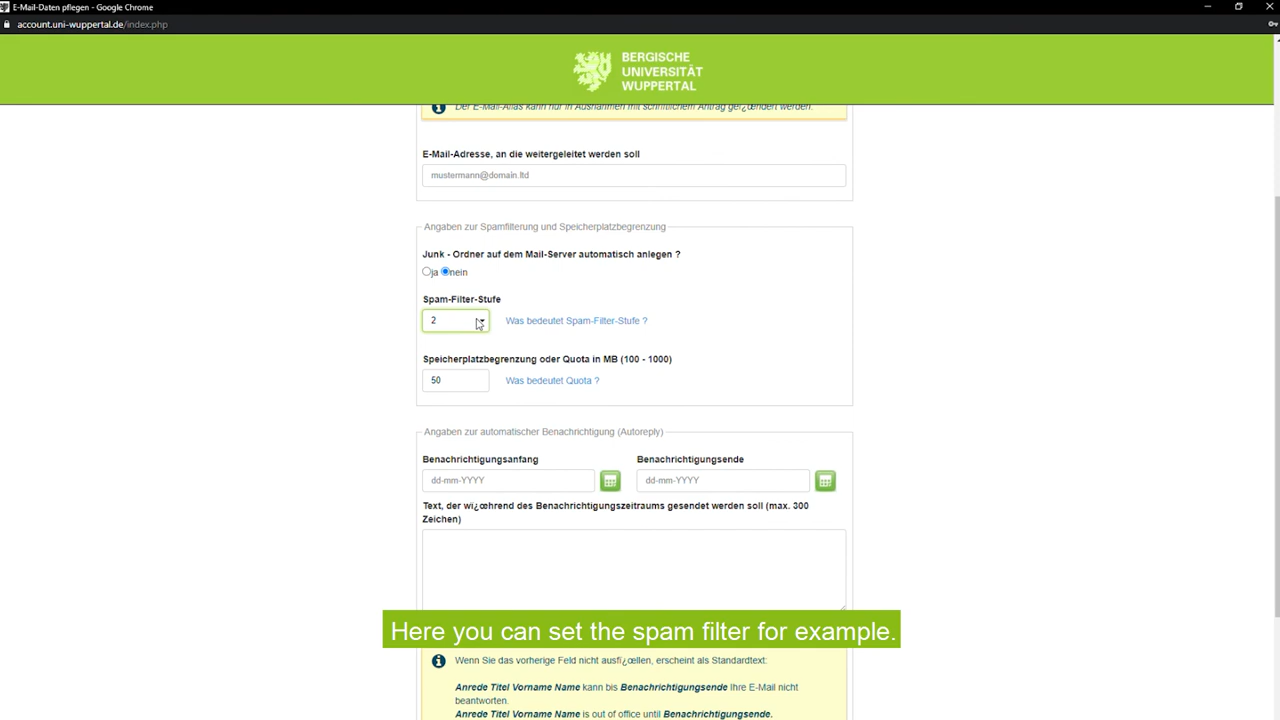 E-Mail-Daten pflegen - Google Chrome
account.uni-wuppertal.de/index.php
BERGISCHE
UNIVERSITÄT
WUPPERTAL
Der E-Mail-Alias kann nur in Ausnahmen mit schriftlichem Antrag geï¿œndert werden.
E-Mail-Adresse, an die weitergeleitet werden soll
mustermann@domain.ltd
Angaben zur Spamfilterung und Speicherplatzbegrenzung
Junk - Ordner auf dem Mail-Server automatisch anlegen ?
ja nein
Spam-Filter-Stufe
2 Was bedeutet Spam-Filter-Stufe ?
Speicherplatzbegrenzung oder Quota in MB (100 - 1000)
50 Was bedeutet Quota ?
Angaben zur automatischer Benachrichtigung (Autoreply)
Benachrichtigungsanfang Benachrichtigungsende
dd-mm-YYYY dd-mm-YYYY
Text, der wï¿œhrend des Benachrichtigungszeitraums gesendet werden soll (max. 300
Zeichen)
Here you can set the spam filter for example.
Wenn Sie das vorherige Feld nicht ausfï¿œllen, erscheint als Standardtext:
Anrede Titel Vorname Name kann bis Benachrichtigungsende Ihre E-Mail nicht
beantworten.
Anrede Titel Vorname Name is out of office until Benachrichtigungsende.